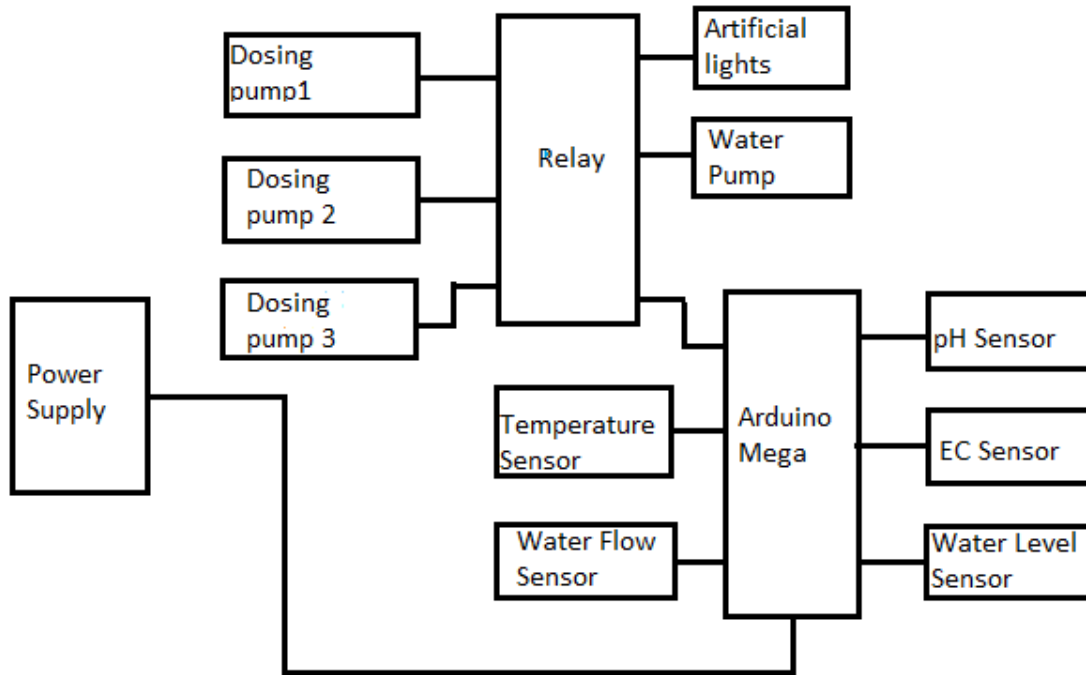 Dosing
pump1
Artificial
lights
Relay
Water
Pump
Dosing
pump 2
Dosing
pump 3
Power
Supply
Temperature
Sensor
Arduino
Mega
pH Sensor
EC Sensor
Water Flow
Sensor
Water Level
Sensor